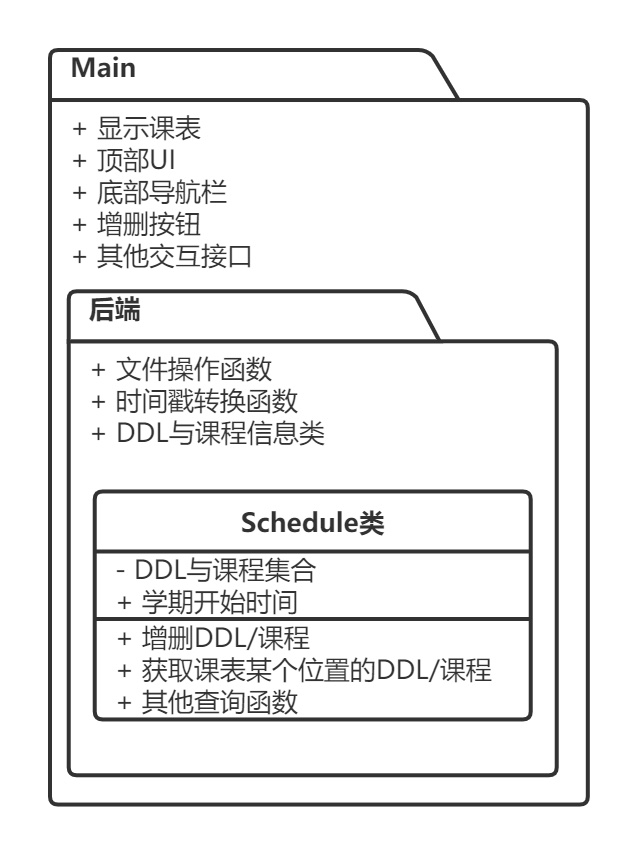 Main
+ 显示课表
+ 顶部UI
+ 底部导航栏
+ 增删按钮
+ 其他交互接口
后端
+ 文件操作函数
+ 时间戳转换函数
+ DDL与课程信息类
Schedule类
- DDL与课程集合
+ 学期开始时间
+ 增删DDL/课程
+ 获取课表某个位置的DDL/课程
+ 其他查询函数